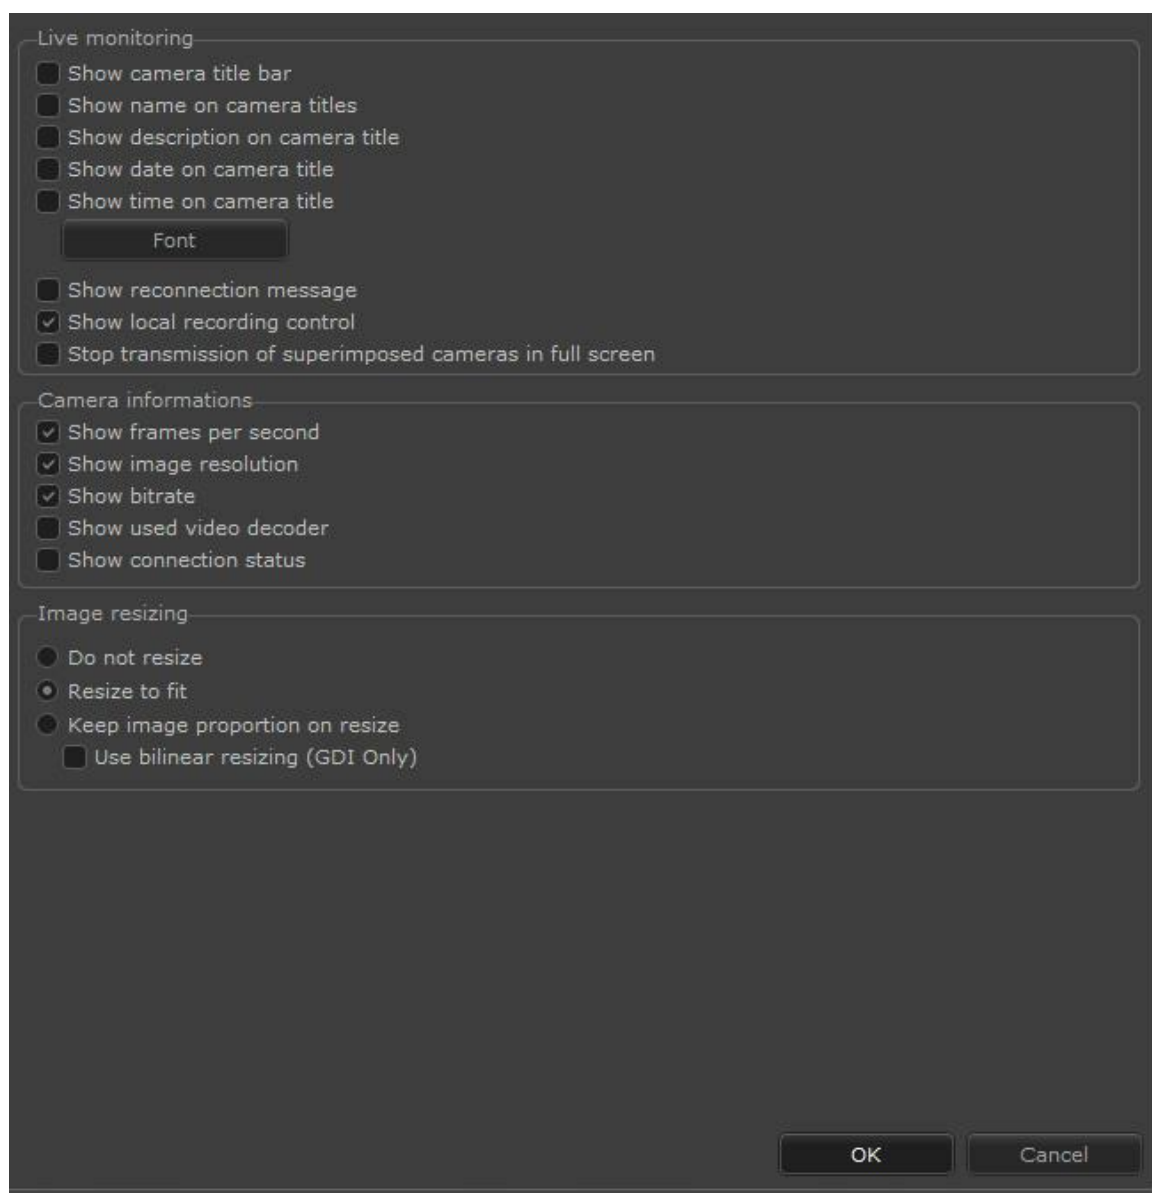 Live monitoring
Show camera title bar
Show name on camera titles
Show description on camera title
Show date on camera title
Show time on camera title
Font
Show reconnection message
Show local recording control
Stop transmission of superimposed cameras in full screen
Camera informations
Show frames per second
Show image resolution
Show bitrate
Show used video decoder
Show connection status
Image resizing
Do not resize
Resize to fit
Keep image proportion on resize
Use bilinear resizing (GDI Only)
OK Cancel